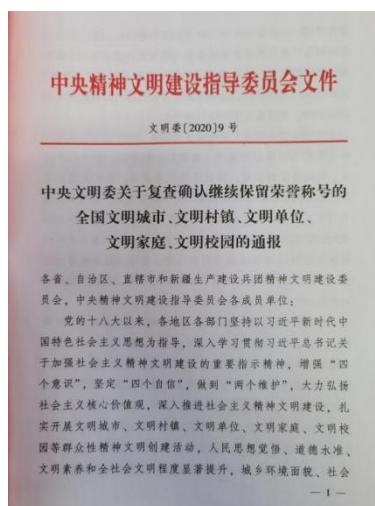 中央精神文明建设指导委员会文件
文明委〔2020〕9号
中央文明委关于复查确认继续保留荣誉称号的
全国文明城市、文明村镇、文明单位、
文明家庭、文明校园的通报
各省、自治区、直辖市和新疆生产建设兵团精神文明建设委
员会，中央精神文明建设指导委员会各成员单位：
党的十八大以来，各地区各部门坚持以习近平新时代中
国特色社会主义思想为指导，深入学习贯彻习近平总书记关
于加强社会主义精神文明建设的重要指示精神，增强“四
个意识”，坚定“四个自信”，做到“两个维护”，大力弘扬
社会主义核心价值观，深入推进社会主义精神文明建设，扎
实开展文明城市、文明村镇、文明单位、文明家庭、文明校
园等群众性精神文明创建活动，人民思想觉悟、道德水准、
文明素养和全社会文明程度显著提升，城乡环境面貌、社会
— 1 —